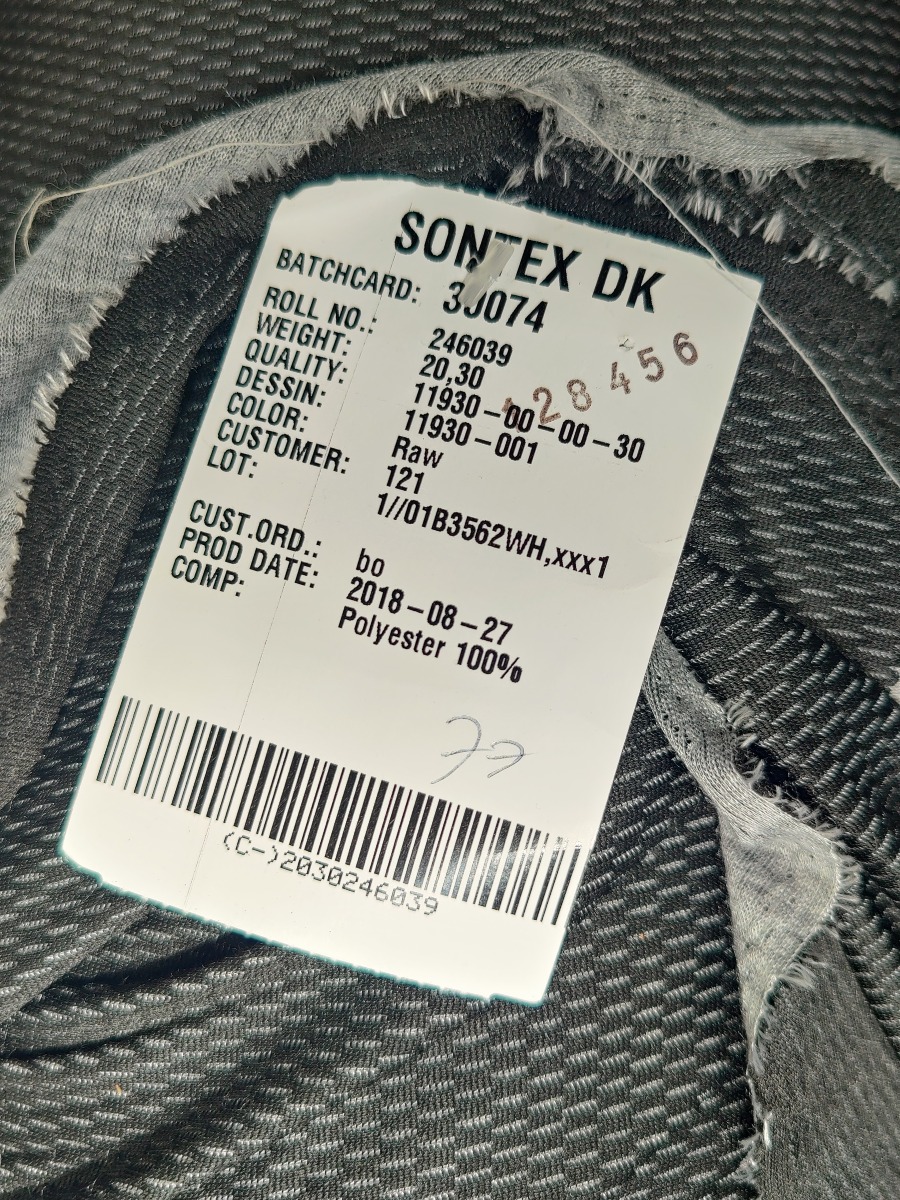 SONTEX DK
BATCHCARD: 30074
ROLL NO.: 246039
WEIGHT: 20,30
QUALITY: 11930-00-00-30
DESSIN: 11930-001
COLOR: Raw
CUSTOMER: 121
LOT: 1//01B3562WH,xxx1
CUST.ORD.: bo
PROD DATE: 2018-08-27
COMP: Polyester 100%
28456
(C-)2030246039